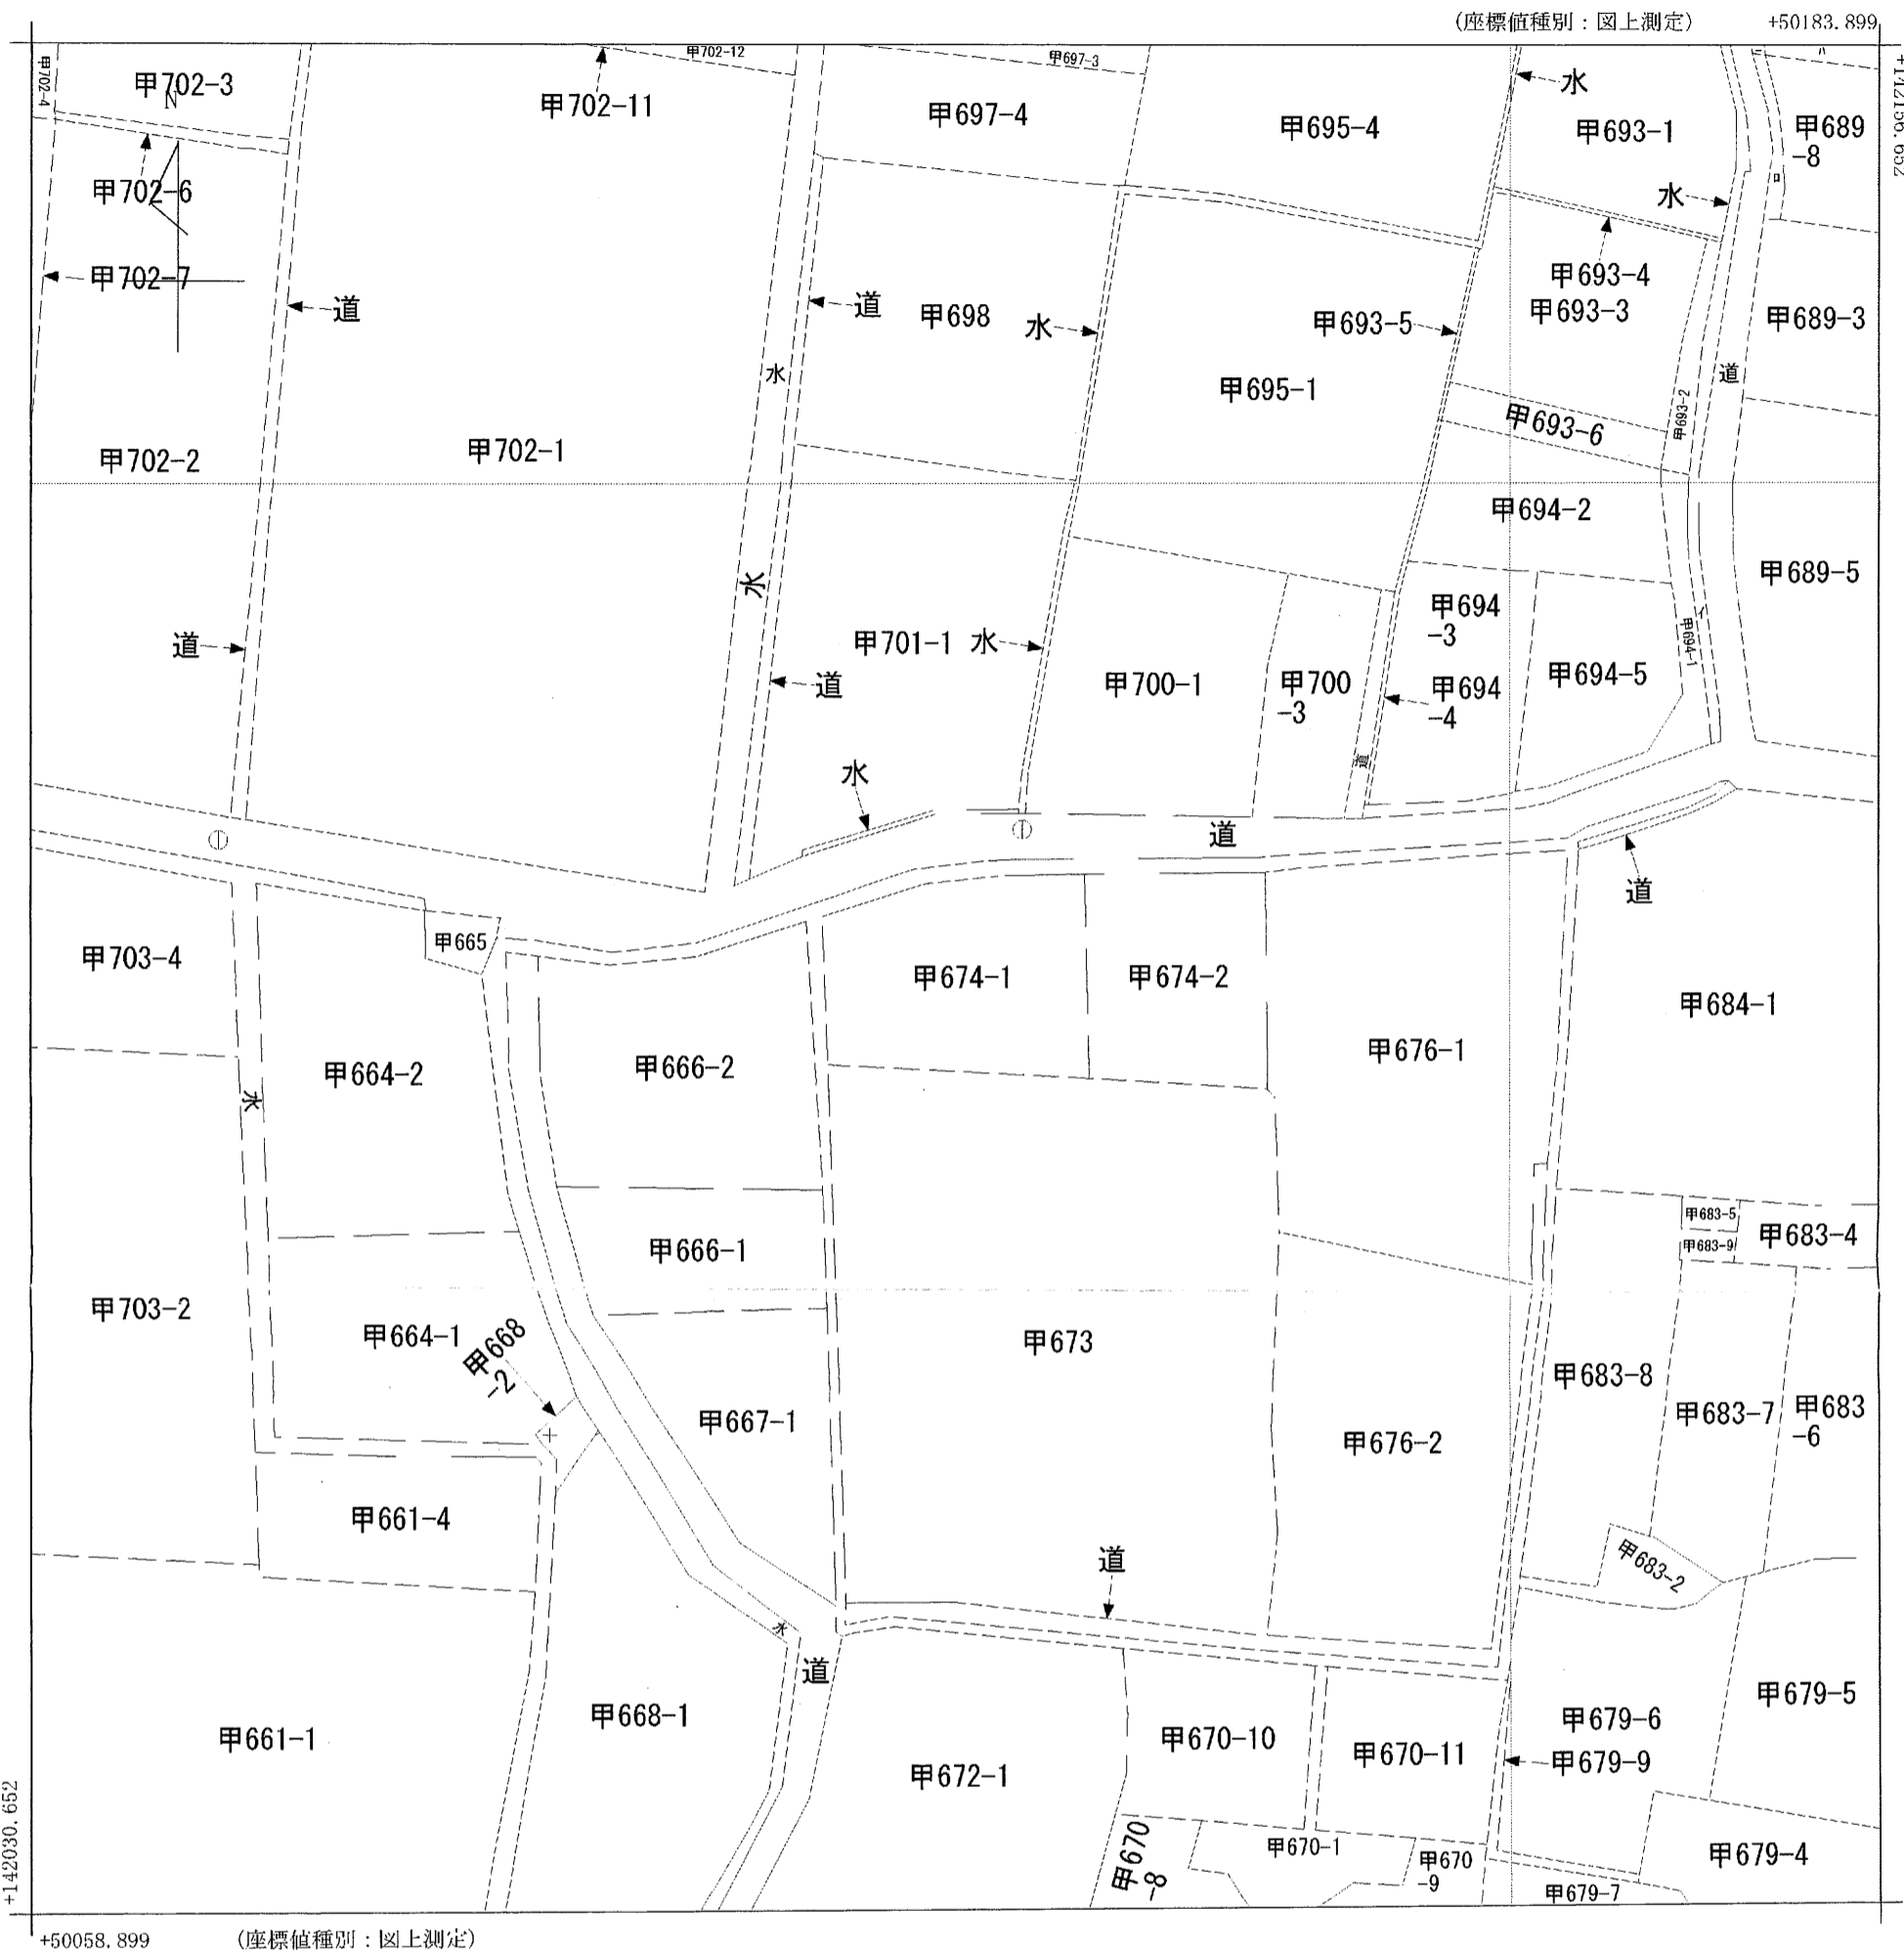 (座標値種別：図上測定)
+50183.899
+142156.652
甲702-4
甲702-3
N
甲702-11
甲702-12
甲697-3
甲697-4
甲695-4
水
甲693-1
甲689
-8
ロ
水
甲702-6
甲702-7
道
道
甲698
水
甲693-5
甲693-4
甲693-3
甲689-3
水
甲695-1
道
甲693-2
甲693-6
甲702-2
甲702-1
甲694-2
水
甲689-5
道
甲701-1
水
道
甲700-1
甲700
-3
甲694
-3
甲694
-4
甲694-5
イ
甲694-1
道
水
道
道
甲665
甲703-4
甲674-1
甲674-2
甲684-1
甲664-2
甲666-2
甲676-1
水
甲666-1
甲683-5
甲683-9
甲683-4
甲703-2
甲664-1
甲668
-2
甲673
甲683-8
甲667-1
甲676-2
甲683-7
甲683
-6
甲661-4
道
甲683-2
水
道
甲668-1
甲661-1
甲672-1
甲670-10
甲670-11
甲679-6
甲679-9
甲679-5
甲670
-8
甲670-1
甲670
-9
甲679-4
甲679-7
+142030.652
+50058.899
(座標値種別：図上測定)